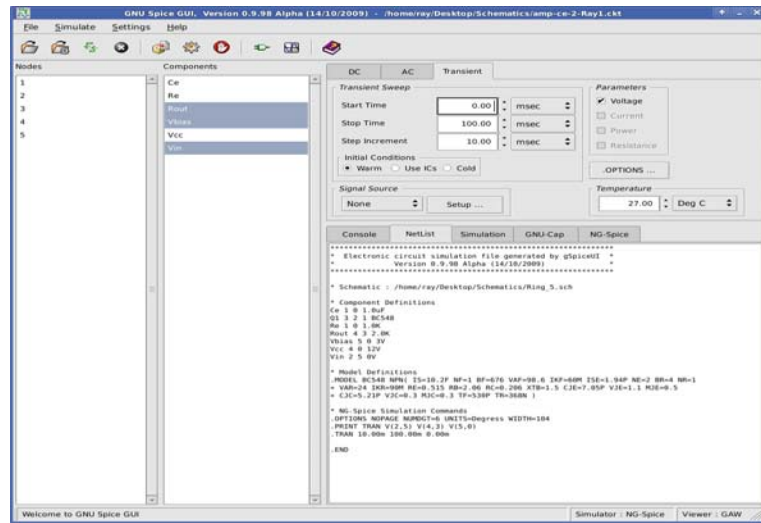 GNU Spice GUI, Version 0.9.98 Alpha (14/10/2009) - /home/ray/Desktop/Schematics/amp-ce-2-Ray1.ckt
File Simulate Settings Help
Nodes Components
1
2
3
4
5
Ce
Re
Rout
Vbias
Vcc
Vin
DC AC Transient
Transient Sweep
Start Time 0.00 msec
Stop Time 100.00 msec
Step Increment 10.00 msec
Initial Conditions
Warm Use ICs Cold
Parameters
Voltage
Current
Power
Resistance
.OPTIONS ...
Signal Source
None Setup ...
Temperature
27.00 Deg C
Console NetList Simulation GNU-Cap NG-Spice
***************************************************************
* Electronic circuit simulation file generated by gSpiceUI *
* Version 0.9.98 Alpha (14/10/2009) *
***************************************************************
* Schematic : /home/ray/Desktop/Schematics/Ring_5.sch
* Component Definitions
Ce 1 0 1.0uF
Q1 3 2 1 BC548
Re 1 0 1.0K
Rout 4 3 2.0K
Vbias 5 0 3V
Vcc 4 0 12V
Vin 2 5 0V
* Model Definitions
.MODEL BC548 NPN( IS=10.2F NF=1 BF=676 VAF=98.6 IKF=60M ISE=1.94P NE=2 BR=4 NR=1
+ VAR=24 IKR=90M RE=0.515 RB=2.06 RC=0.206 XTB=1.5 CJE=7.05P VJE=1.1 MJE=0.5
+ CJC=5.21P VJC=0.3 MJC=0.3 TF=530P TR=368N )
* NG-Spice Simulation Commands
.OPTIONS NOPAGE NUMDGT=6 UNITS=Degress WIDTH=104
.PRINT TRAN V(2,5) V(4,3) V(5,0)
.TRAN 10.00m 100.00m 0.00m
.END
Welcome to GNU Spice GUI
Simulator : NG-Spice Viewer : GAW